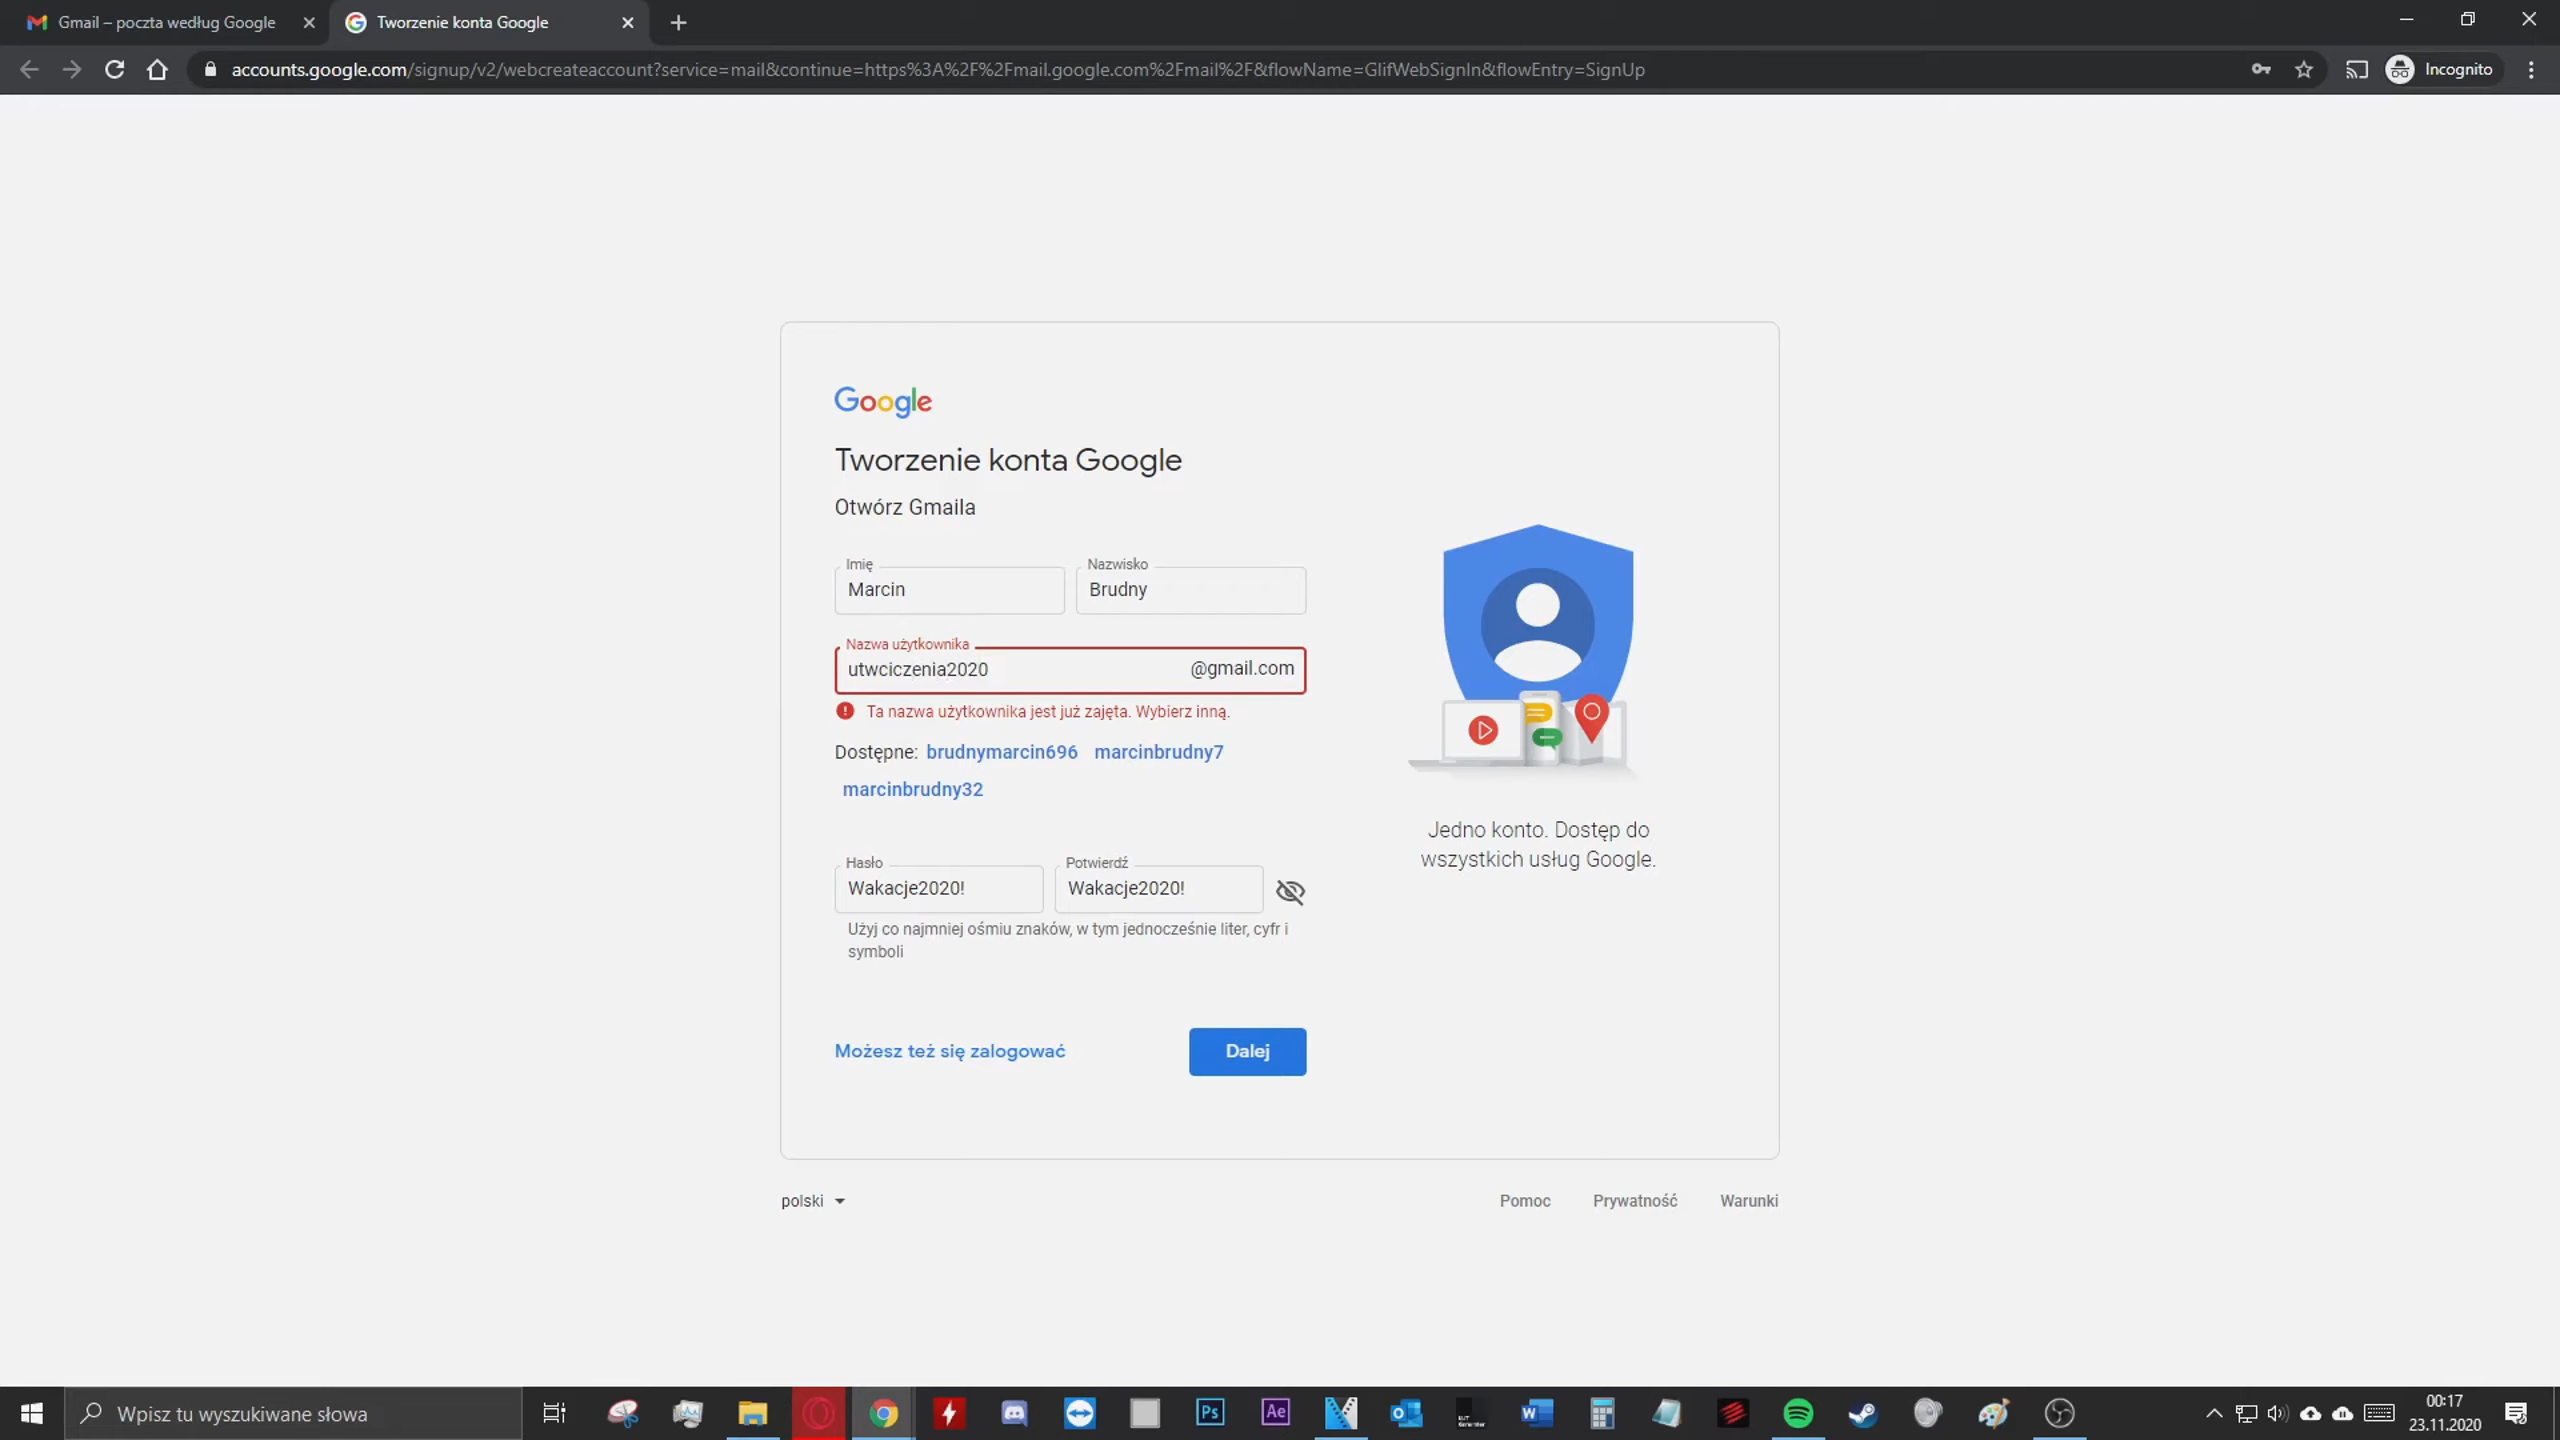 Gmail – poczta według Google
Tworzenie konta Google
accounts.google.com/signup/v2/webcreateaccount?service=mail&continue=https%3A%2F%2Fmail.google.com%2Fmail%2F&flowName=GlifWebSignIn&flowEntry=SignUp
Incognito
Google
Tworzenie konta Google
Otwórz Gmaila
Imię
Nazwisko
Marcin
Brudny
Nazwa użytkownika
utwciczenia2020
@gmail.com
Ta nazwa użytkownika jest już zajęta. Wybierz inną.
Dostępne: brudnymarcin696 marcinbrudny7
marcinbrudny32
Hasło
Potwierdź
Wakacje2020!
Wakacje2020!
Użyj co najmniej ośmiu znaków, w tym jednocześnie liter, cyfr i
symboli
Możesz też się zalogować
Dalej
Jedno konto. Dostęp do
wszystkich usług Google.
polski
Pomoc
Prywatność
Warunki
Wpisz tu wyszukiwane słowa
Ps
Ae
00:17
23.11.2020